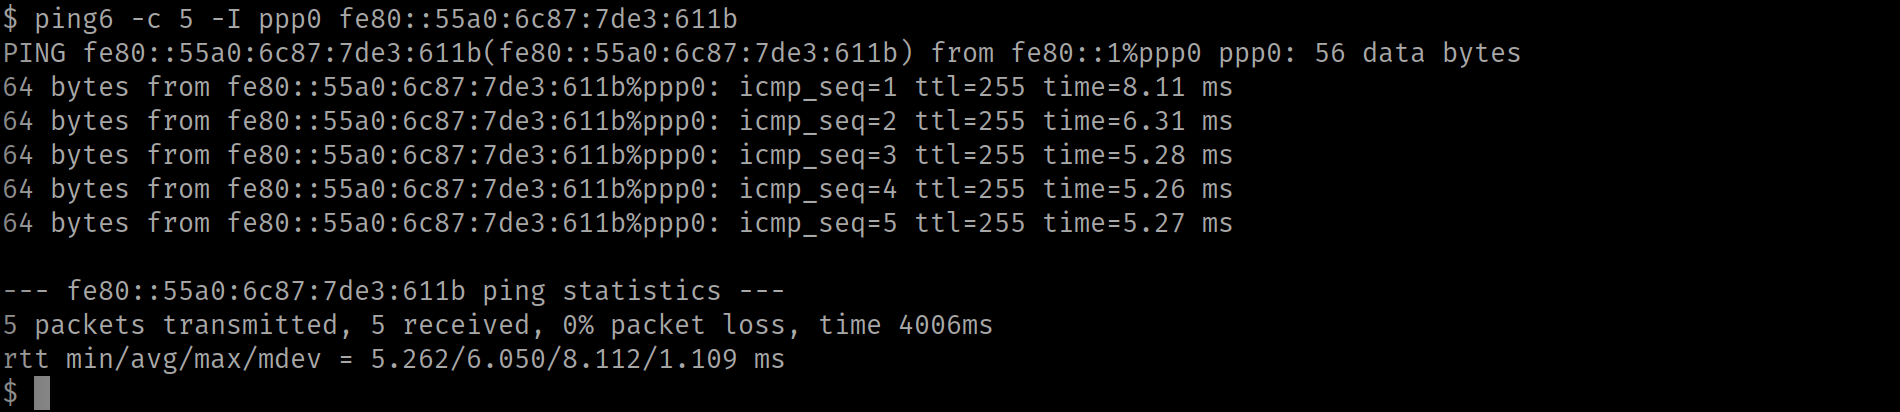 $ ping6 -c 5 -I ppp0 fe80::55a0:6c87:7de3:611b
PING fe80::55a0:6c87:7de3:611b(fe80::55a0:6c87:7de3:611b) from fe80::1%ppp0 ppp0: 56 data bytes
64 bytes from fe80::55a0:6c87:7de3:611b%ppp0: icmp_seq=1 ttl=255 time=8.11 ms
64 bytes from fe80::55a0:6c87:7de3:611b%ppp0: icmp_seq=2 ttl=255 time=6.31 ms
64 bytes from fe80::55a0:6c87:7de3:611b%ppp0: icmp_seq=3 ttl=255 time=5.28 ms
64 bytes from fe80::55a0:6c87:7de3:611b%ppp0: icmp_seq=4 ttl=255 time=5.26 ms
64 bytes from fe80::55a0:6c87:7de3:611b%ppp0: icmp_seq=5 ttl=255 time=5.27 ms

--- fe80::55a0:6c87:7de3:611b ping statistics ---
5 packets transmitted, 5 received, 0% packet loss, time 4006ms
rtt min/avg/max/mdev = 5.262/6.050/8.112/1.109 ms
$